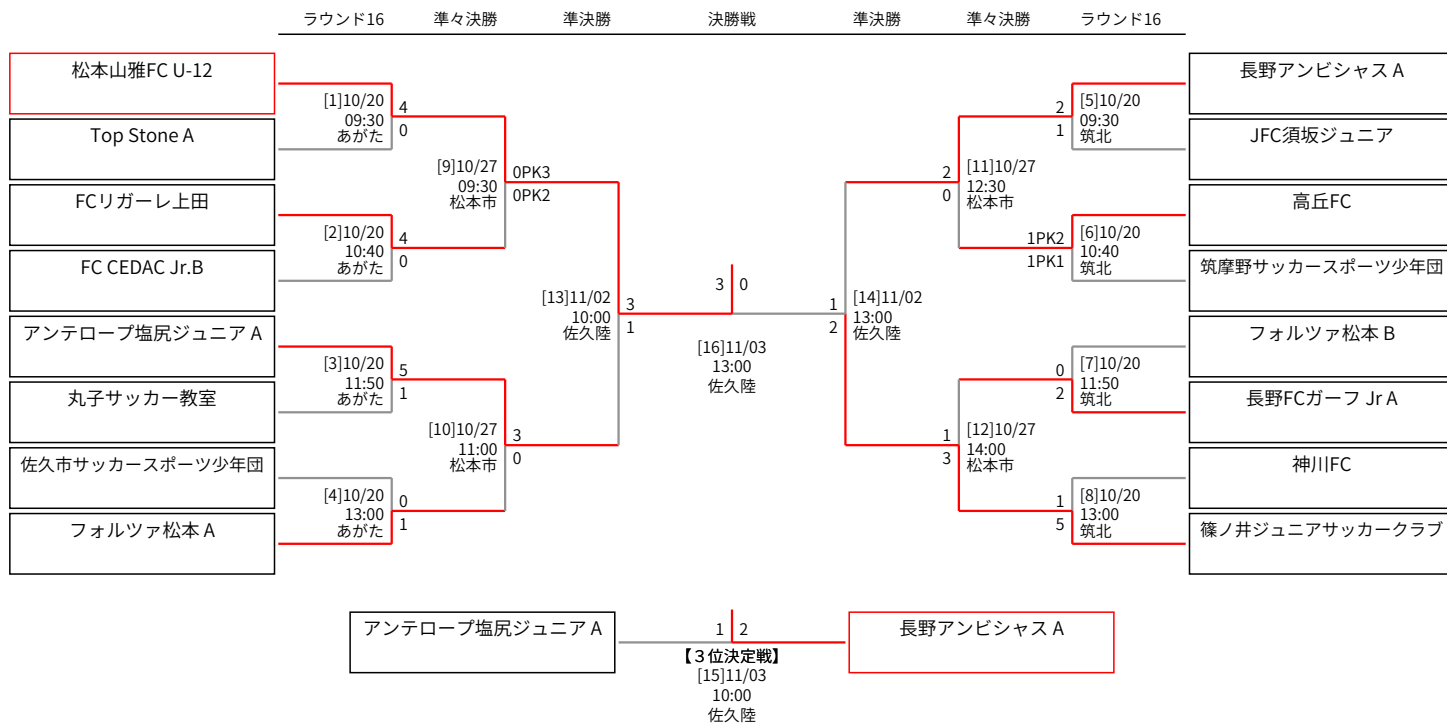 ラウンド16 準々決勝 準決勝 決勝戦 準決勝 準々決勝 ラウンド16
松本山雅FC U-12
Top Stone A
FCリガーレ上田
FC CEDAC Jr.B
アンテロープ塩尻ジュニア A
丸子サッカー教室
佐久市サッカースポーツ少年団
フォルツァ松本 A
[1]10/20
09:30
あがた
4
0
[2]10/20
10:40
あがた
4
0
[3]10/20
11:50
あがた
5
1
[4]10/20
13:00
あがた
0
1
[9]10/27
09:30
松本市
0PK3
0PK2
[10]10/27
11:00
松本市
3
0
[13]11/02
10:00
佐久陸
3
1
3 0
[16]11/03
13:00
佐久陸
1
2
[14]11/02
13:00
佐久陸
2
0
[11]10/27
12:30
松本市
1
3
[12]10/27
14:00
松本市
2
1
[5]10/20
09:30
筑北
1PK2
1PK1
[6]10/20
10:40
筑北
0
2
[7]10/20
11:50
筑北
1
5
[8]10/20
13:00
筑北
長野アンビシャス A
JFC須坂ジュニア
高丘FC
筑摩野サッカースポーツ少年団
フォルツァ松本 B
長野FCガーフ Jr A
神川FC
篠ノ井ジュニアサッカークラブ
アンテロープ塩尻ジュニア A
1 2
長野アンビシャス A
【３位決定戦】
[15]11/03
10:00
佐久陸